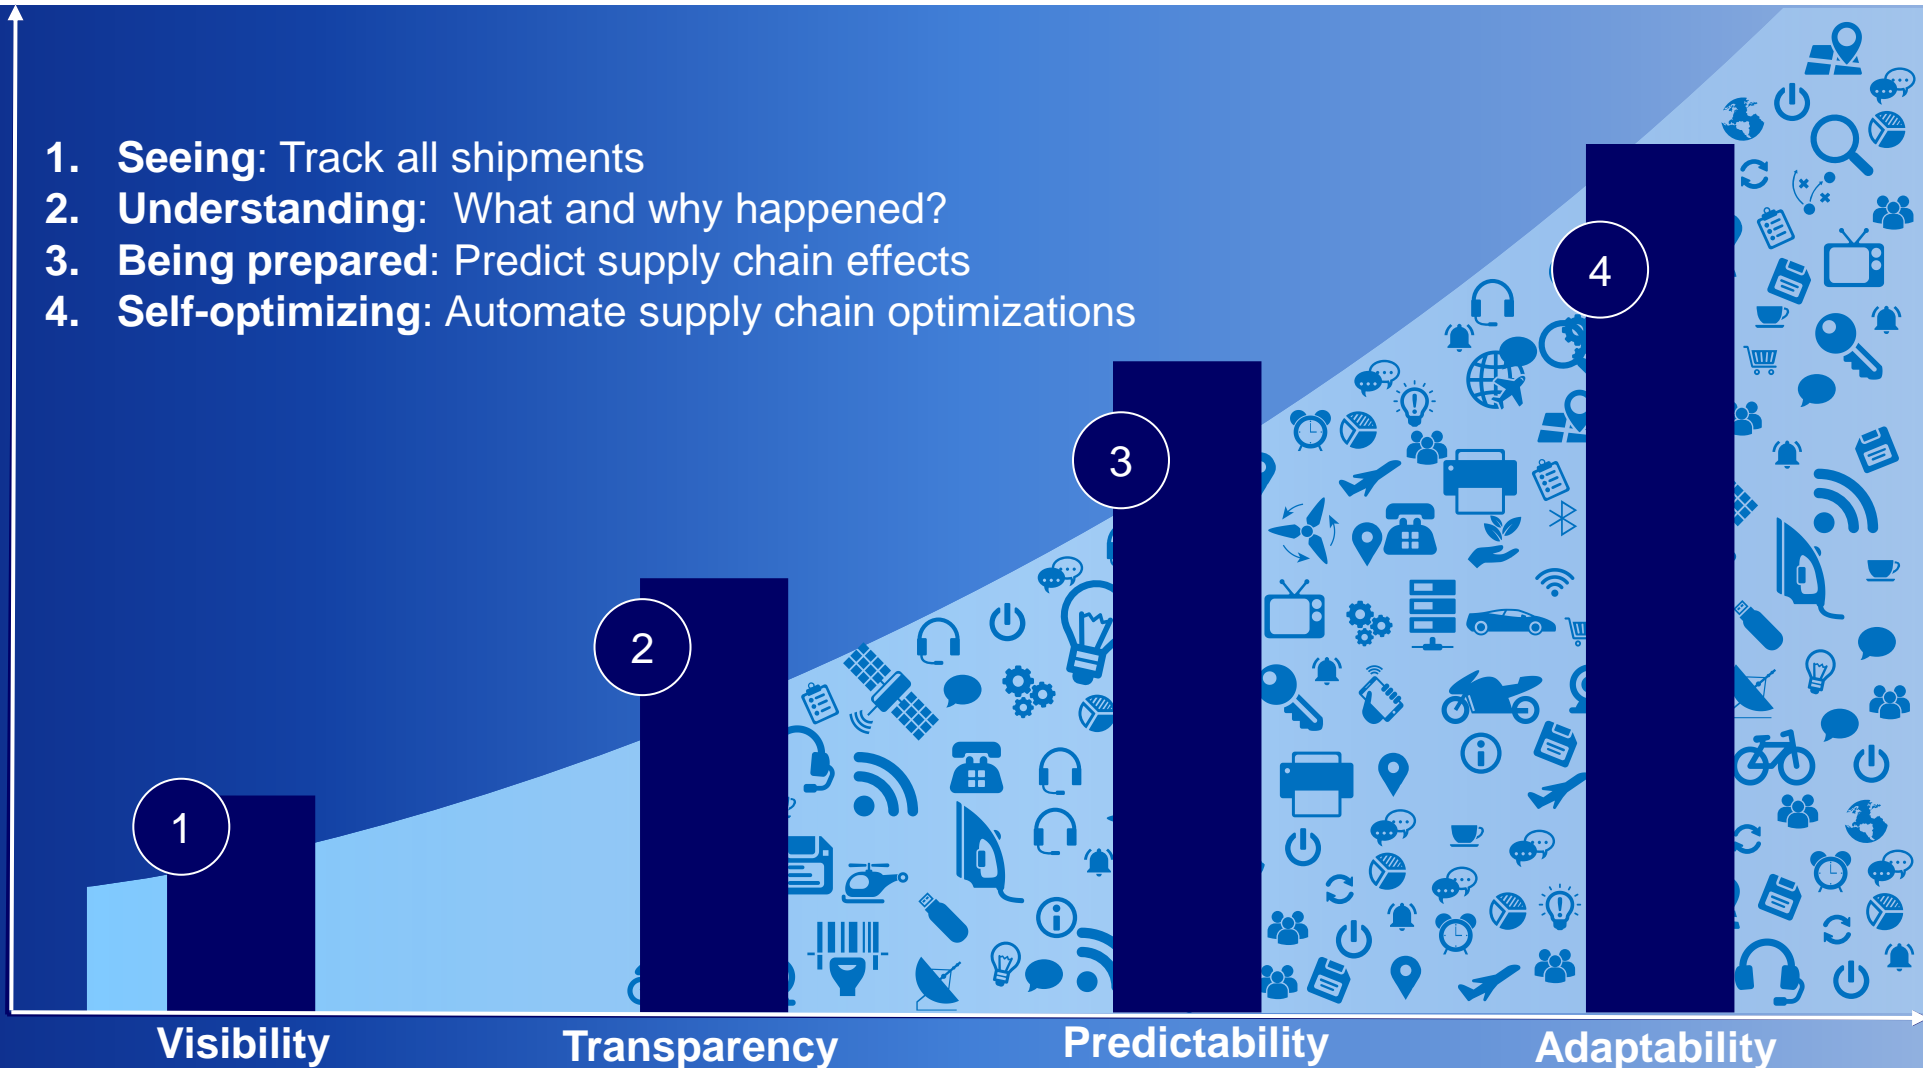 1. Seeing: Track all shipments
2. Understanding: What and why happened?
3. Being prepared: Predict supply chain effects
4. Self-optimizing: Automate supply chain optimizations
4
3
2
1
Visibility Transparency Predictability Adaptability